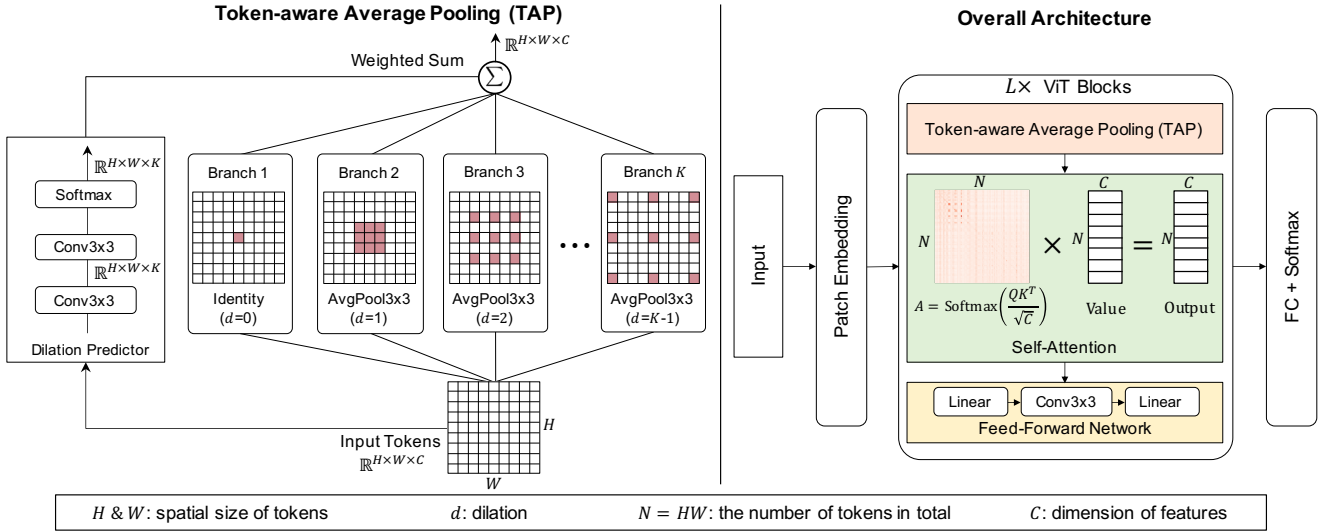 Token-aware Average Pooling (TAP)
ℝ^{H×W×C}
Weighted Sum
∑
ℝ^{H×W×K}
Softmax
Conv3x3
ℝ^{H×W×K}
Conv3x3
Dilation Predictor
Branch 1
Identity
(d=0)
Branch 2
AvgPool3x3
(d=1)
Branch 3
AvgPool3x3
(d=2)
•••
Branch K
AvgPool3x3
(d=K-1)
Input Tokens
ℝ^{H×W×C}
H
W
Overall Architecture
Input
Patch Embedding
L× ViT Blocks
Token-aware Average Pooling (TAP)
N
N
A = Softmax(QK^T/√C)
×
C
N
Value
=
C
N
Output
Self-Attention
Linear
Conv3x3
Linear
Feed-Forward Network
FC + Softmax
H & W: spatial size of tokens d: dilation N = HW: the number of tokens in total C: dimension of features